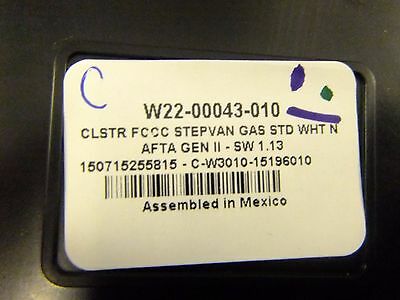 C
W22-00043-010
CLSTR FCCC STEPVAN GAS STD WHT N
AFTA GEN II - SW 1.13
150715255815 - C-W3010-15196010
Assembled in Mexico